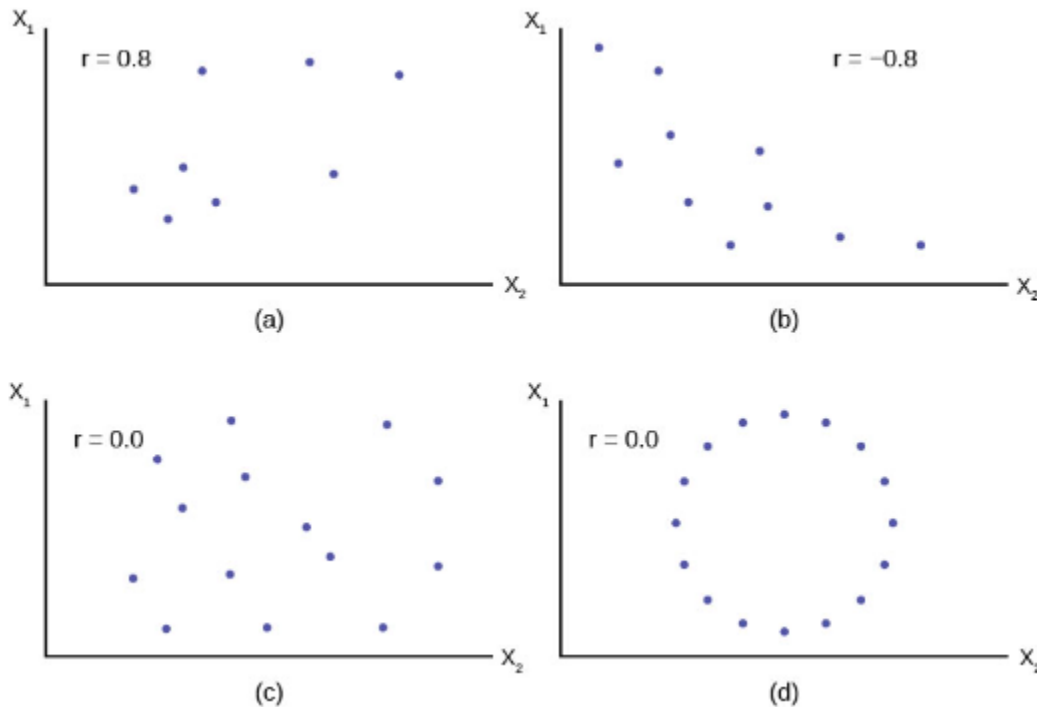 X₁
r = 0.8
X₂
(a)
X₁
r = −0.8
X₂
(b)
X₁
r = 0.0
X₂
(c)
X₁
r = 0.0
X₂
(d)